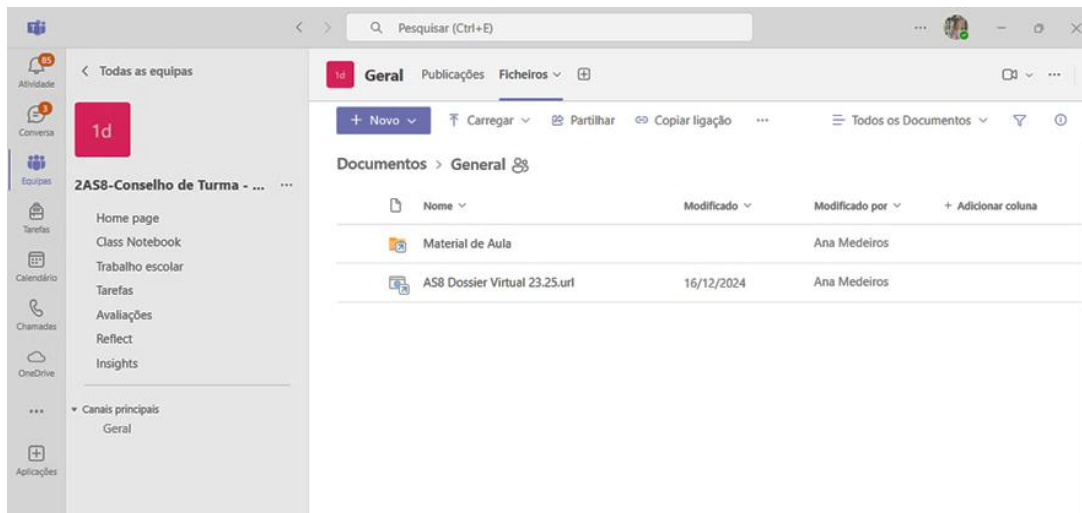 Pesquisar (Ctrl+E)
85
Atividade
3
Conversa
Equipas
Tarefas
Calendário
Chamadas
OneDrive
Aplicações
Todas as equipas
1d
2AS8-Conselho de Turma - ...
Home page
Class Notebook
Trabalho escolar
Tarefas
Avaliações
Reflect
Insights
Canais principais
Geral
1d Geral Publicações Ficheiros
+ Novo Carregar Partilhar Copiar ligação ... Todos os Documentos
Documentos > General
Nome Modificado Modificado por + Adicionar coluna
Material de Aula Ana Medeiros
AS8 Dossier Virtual 23.25.url 16/12/2024 Ana Medeiros